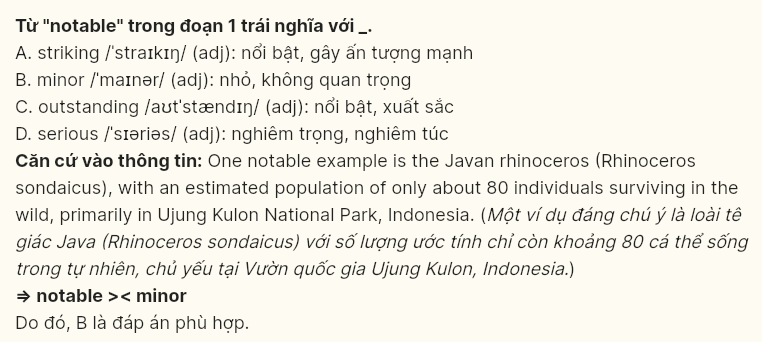 Từ "notable" trong đoạn 1 trái nghĩa với _.
A. striking /ˈstraɪkɪŋ/ (adj): nổi bật, gây ấn tượng mạnh
B. minor /ˈmaɪnər/ (adj): nhỏ, không quan trọng
C. outstanding /aʊtˈstændɪŋ/ (adj): nổi bật, xuất sắc
D. serious /ˈsɪəriəs/ (adj): nghiêm trọng, nghiêm túc
Căn cứ vào thông tin: One notable example is the Javan rhinoceros (Rhinoceros
sondaicus), with an estimated population of only about 80 individuals surviving in the
wild, primarily in Ujung Kulon National Park, Indonesia. (Một ví dụ đáng chú ý là loài tê
giác Java (Rhinoceros sondaicus) với số lượng ước tính chỉ còn khoảng 80 cá thể sống
trong tự nhiên, chủ yếu tại Vườn quốc gia Ujung Kulon, Indonesia.)
⇒ notable >< minor
Do đó, B là đáp án phù hợp.